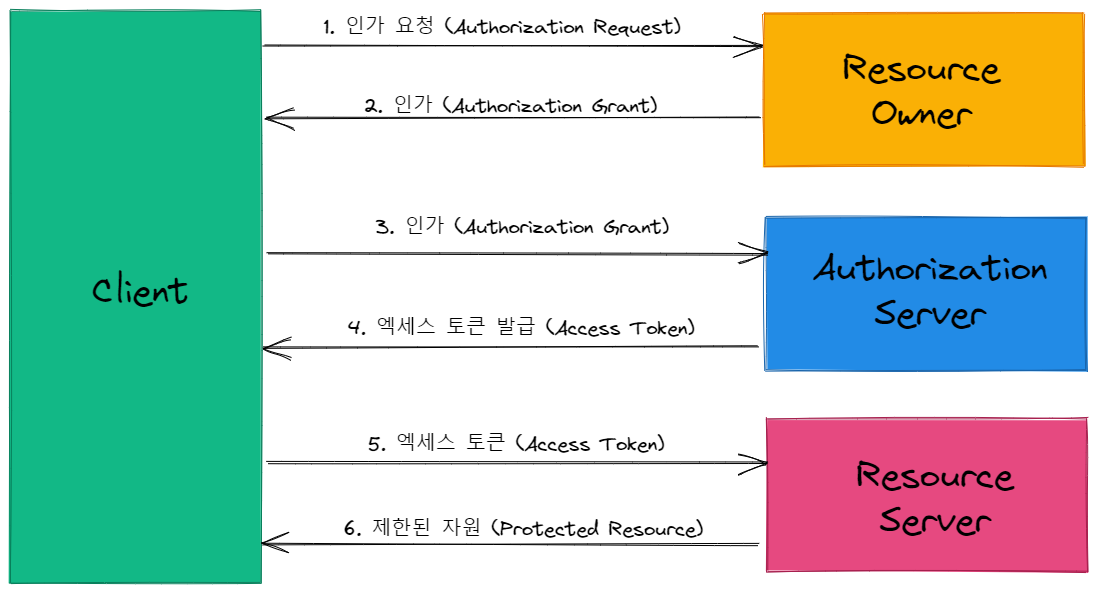 1. 인가 요청 (Authorization Request)
Resource
Owner
2. 인가 (Authorization Grant)
3. 인가 (Authorization Grant)
Client
Authorization
Server
4. 엑세스 토큰 발급 (Access Token)
5. 엑세스 토큰 (Access Token)
Resource
Server
6. 제한된 자원 (Protected Resource)